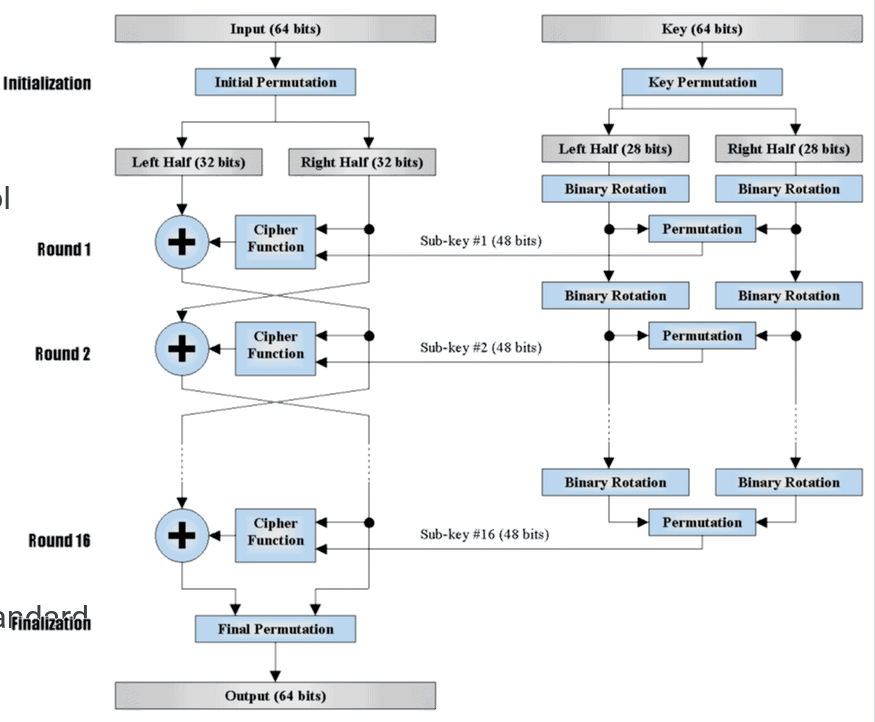 Input (64 bits)
Key (64 bits)
Initialization
Initial Permutation
Key Permutation
Left Half (32 bits)
Right Half (32 bits)
Left Half (28 bits)
Right Half (28 bits)
Binary Rotation
Binary Rotation
ol
Round 1
+
Cipher
Function
Sub-key #1 (48 bits)
Permutation
Binary Rotation
Binary Rotation
Round 2
+
Cipher
Function
Sub-key #2 (48 bits)
Permutation
Binary Rotation
Binary Rotation
Round 16
+
Cipher
Function
Sub-key #16 (48 bits)
Permutation
andard
Finalization
Final Permutation
Output (64 bits)